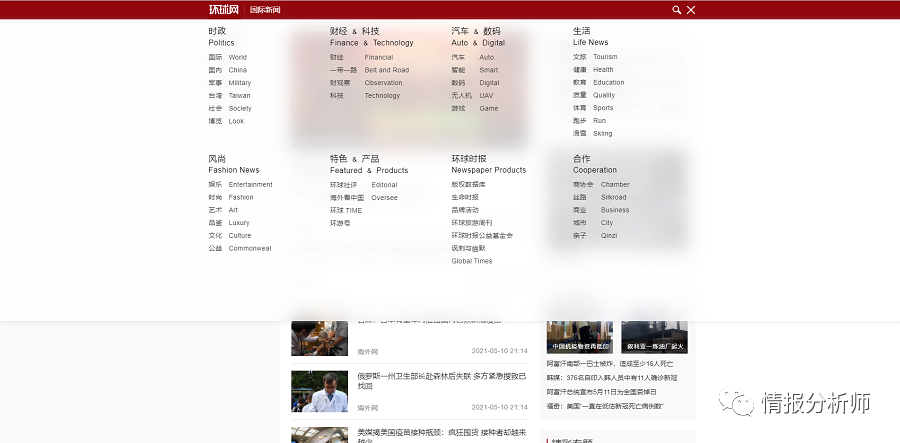 环球网 国际新闻
时政
Politics
国际 World
国内 China
军事 Military
台湾 Taiwan
社会 Society
博览 Look
财经 & 科技
Finance & Technology
财经 Financial
一带一路 Belt and Road
财观察 Observation
科技 Technology
汽车 & 数码
Auto & Digital
汽车 Auto
智能 Smart
数码 Digital
无人机 UAV
游戏 Game
生活
Life News
文旅 Tourism
健康 Health
教育 Education
质量 Quality
体育 Sports
跑步 Run
滑雪 Skiing
风尚
Fashion News
娱乐 Entertainment
时尚 Fashion
艺术 Art
品鉴 Luxury
文化 Culture
公益 Commonweal
特色 & 产品
Featured & Products
环球社评 Editorial
海外看中国 Oversee
环球 TIME
环游号
环球时报
Newspaper Products
版权数据库
生命时报
品牌活动
环球旅游周刊
环球时报公益基金会
讽刺与幽默
Global Times
合作
Cooperation
商协会 Chamber
丝路 Silkroad
商业 Business
城市 City
亲子 Qinzi
海外网 2021-05-10 21:14
俄罗斯一州卫生部长赴森林后失联 多方紧急搜救已
找回
海外网 2021-05-10 21:14
美媒揭美国疫苗接种瓶颈：疯狂囤货 接种者却越来
中国抗疫物资再抵印
叙利亚一炼油厂起火
阿富汗南部一巴士被炸，造成至少16人死亡
韩媒：376名自印入韩人员中有11人确诊新冠
阿富汗总统宣布5月11日为全国哀悼日
福奇：美国“一直在低估新冠死亡病例数”
情报分析师